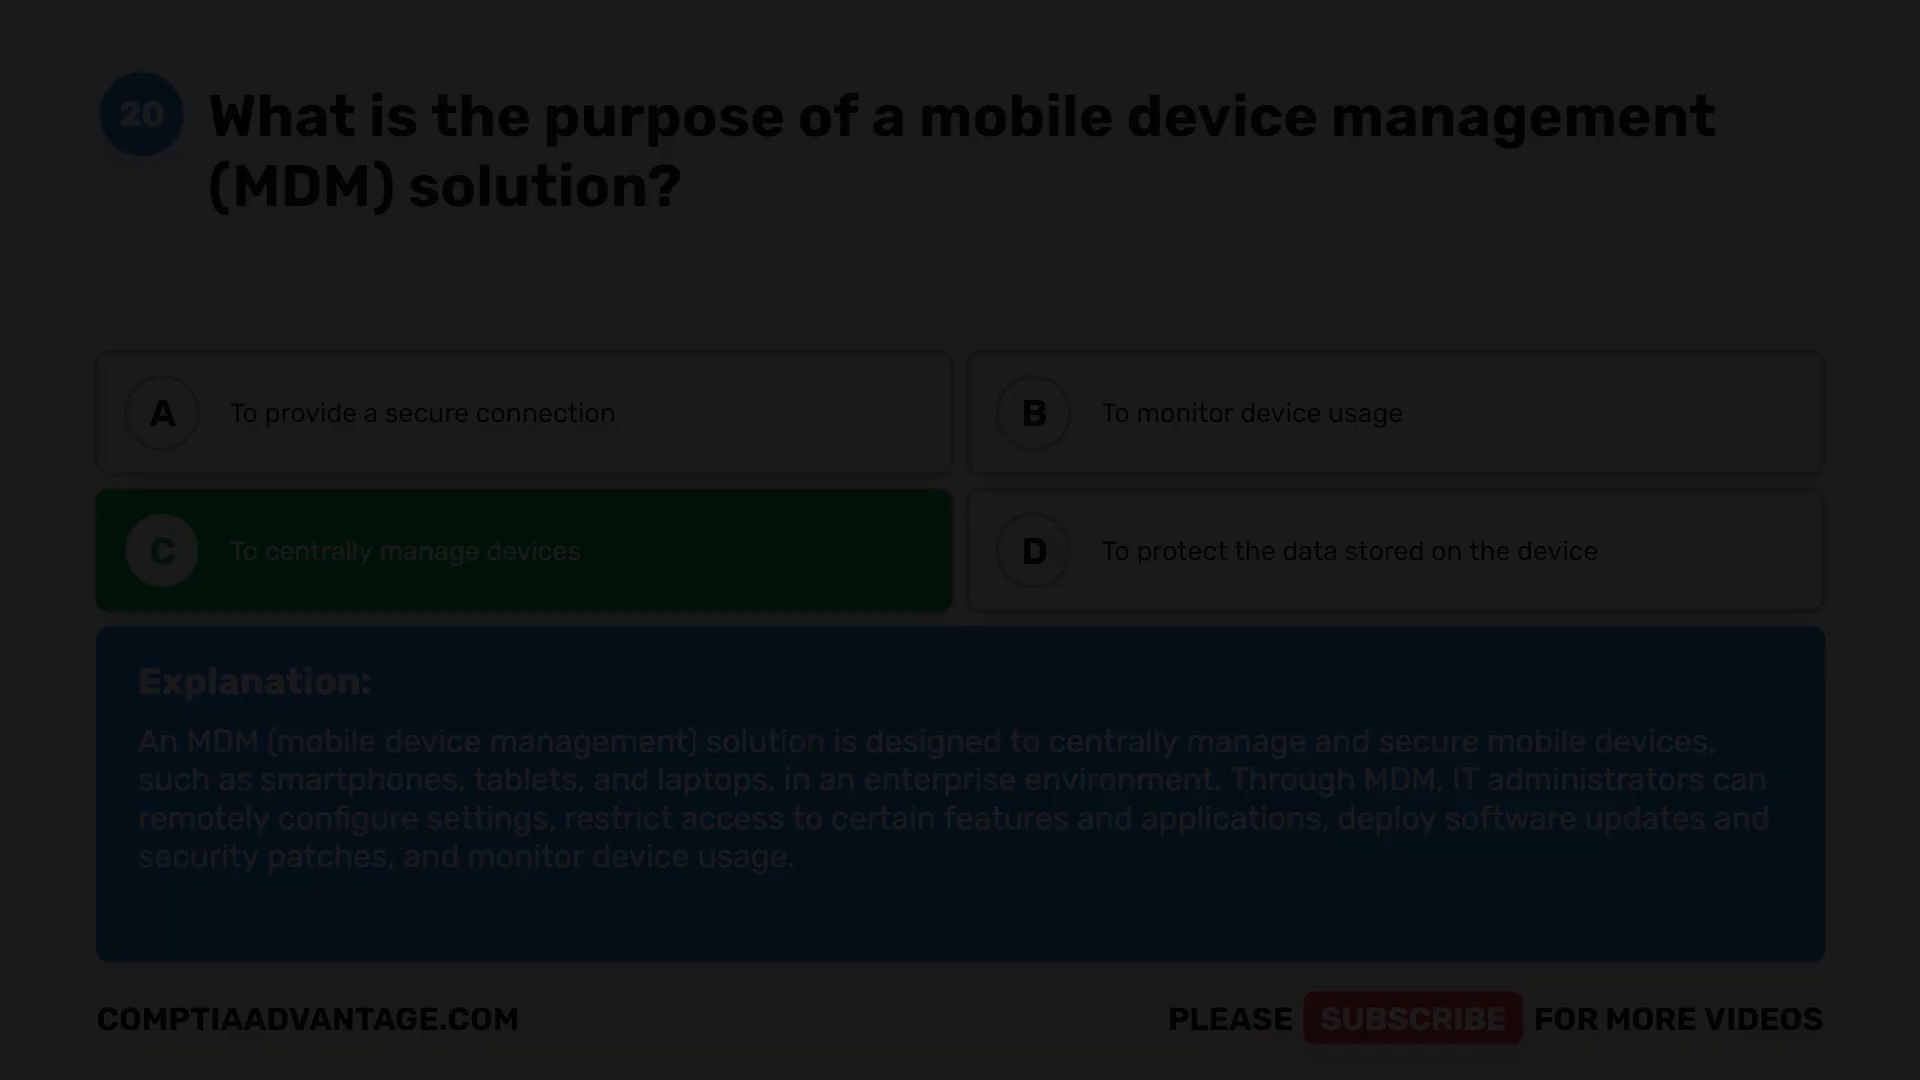 20
What is the purpose of a mobile device management
(MDM) solution?
A To provide a secure connection
B To monitor device usage
C To centrally manage devices
D To protect the data stored on the device
Explanation:
An MDM (mobile device management) solution is designed to centrally manage and secure mobile devices,
such as smartphones, tablets, and laptops, in an enterprise environment. Through MDM, IT administrators can
remotely configure settings, restrict access to certain features and applications, deploy software updates and
security patches, and monitor device usage.
COMPTIAADVANTAGE.COM
PLEASE SUBSCRIBE FOR MORE VIDEOS